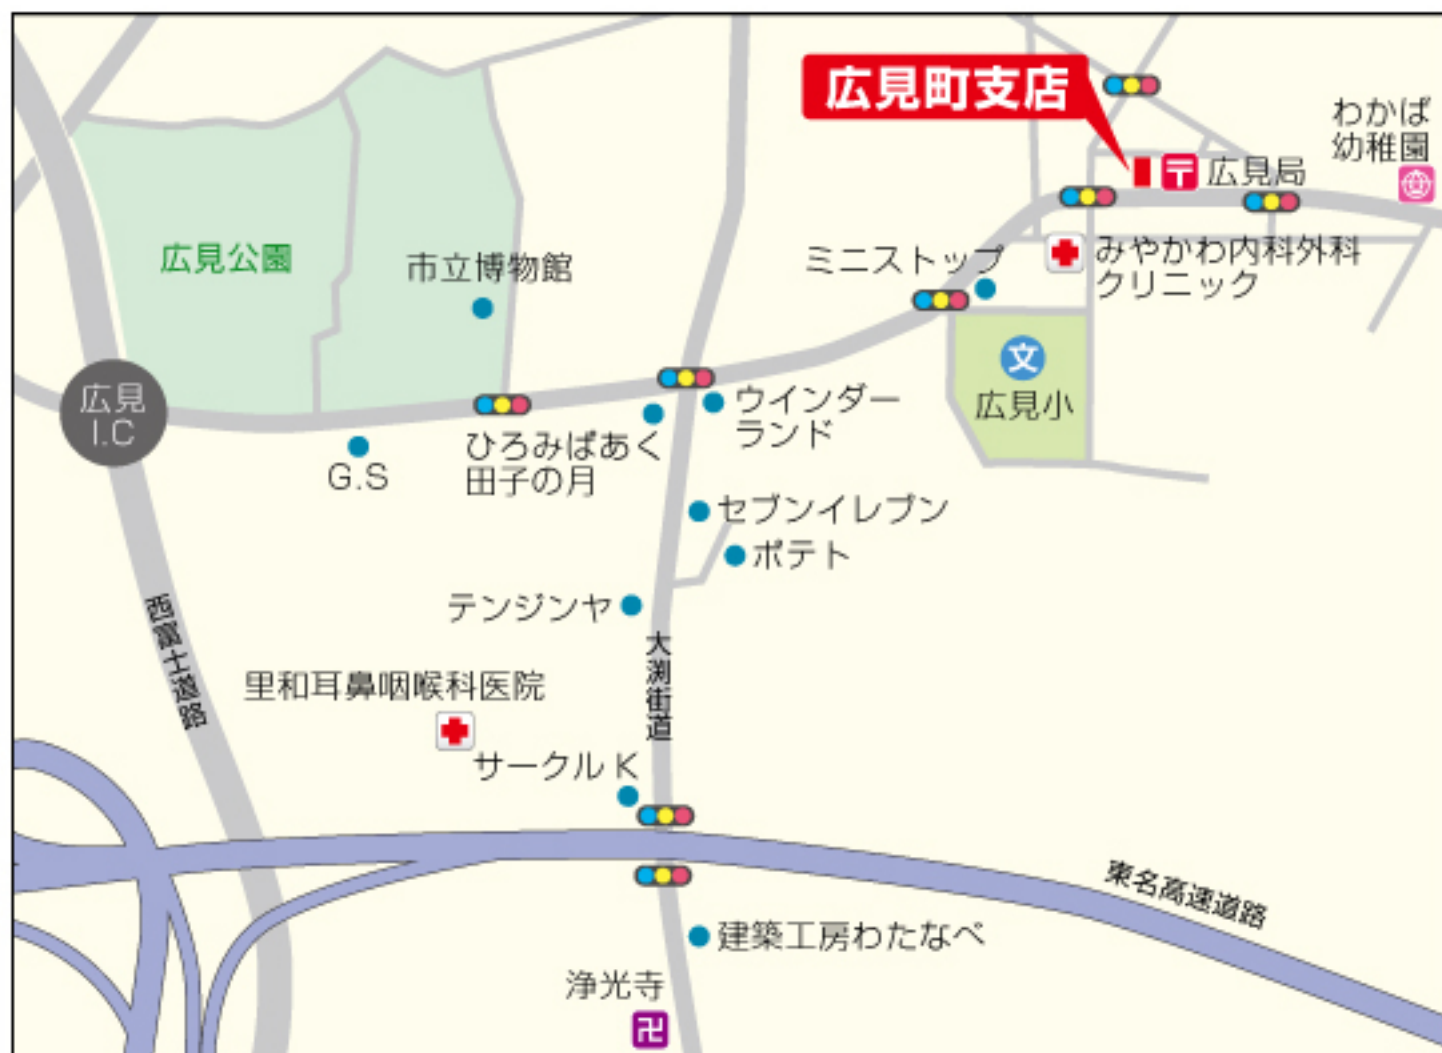 広見町支店
わかば
幼稚園
広見局
広見公園
市立博物館
ミニストップ
みやかわ内科外科
クリニック
文
広見小
広見
I.C
ウインダー
ランド
ひろみばあく
田子の月
G.S
セブンイレブン
ポテト
テンジンヤ
西富士道路
大渕街道
里和耳鼻咽喉科医院
サークルK
東名高速道路
建築工房わたなべ
浄光寺